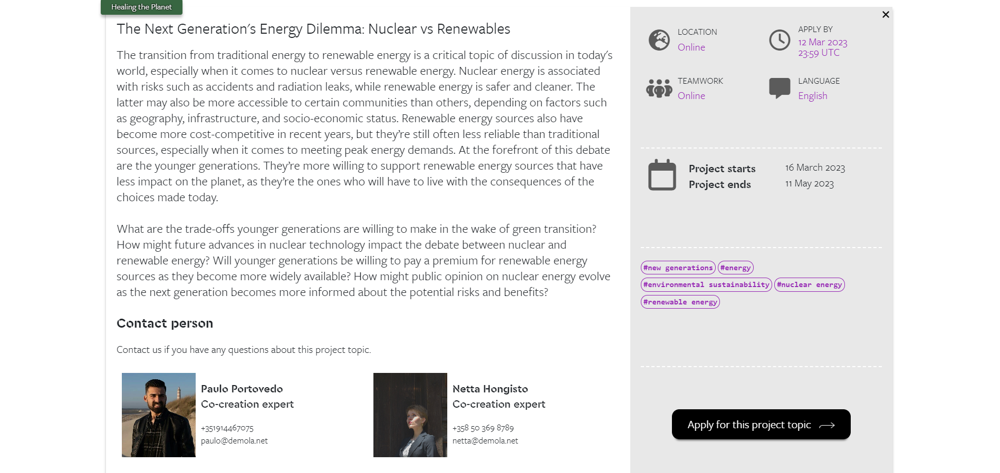 Healing the Planet
The Next Generation's Energy Dilemma: Nuclear vs Renewables
The transition from traditional energy to renewable energy is a critical topic of discussion in today's
world, especially when it comes to nuclear versus renewable energy. Nuclear energy is associated
with risks such as accidents and radiation leaks, while renewable energy is safer and cleaner. The
latter may also be more accessible to certain communities than others, depending on factors such
as geography, infrastructure, and socio-economic status. Renewable energy sources also have
become more cost-competitive in recent years, but they're still often less reliable than traditional
sources, especially when it comes to meeting peak energy demands. At the forefront of this debate
are the younger generations. They're more willing to support renewable energy sources that have
less impact on the planet, as they're the ones who will have to live with the consequences of the
choices made today.
What are the trade-offs younger generations are willing to make in the wake of green transition?
How might future advances in nuclear technology impact the debate between nuclear and
renewable energy? Will younger generations be willing to pay a premium for renewable energy
sources as they become more widely available? How might public opinion on nuclear energy evolve
as the next generation becomes more informed about the potential risks and benefits?
Contact person
Contact us if you have any questions about this project topic.
Paulo Portovedo
Co-creation expert
+351914467075
paulo@demola.net
Netta Hongisto
Co-creation expert
+358 50 369 8789
netta@demola.net
LOCATION
Online
APPLY BY
12 Mar 2023
23:59 UTC
TEAMWORK
Online
LANGUAGE
English
Project starts 16 March 2023
Project ends 11 May 2023
#new generations #energy
#environmental sustainability #nuclear energy
#renewable energy
Apply for this project topic